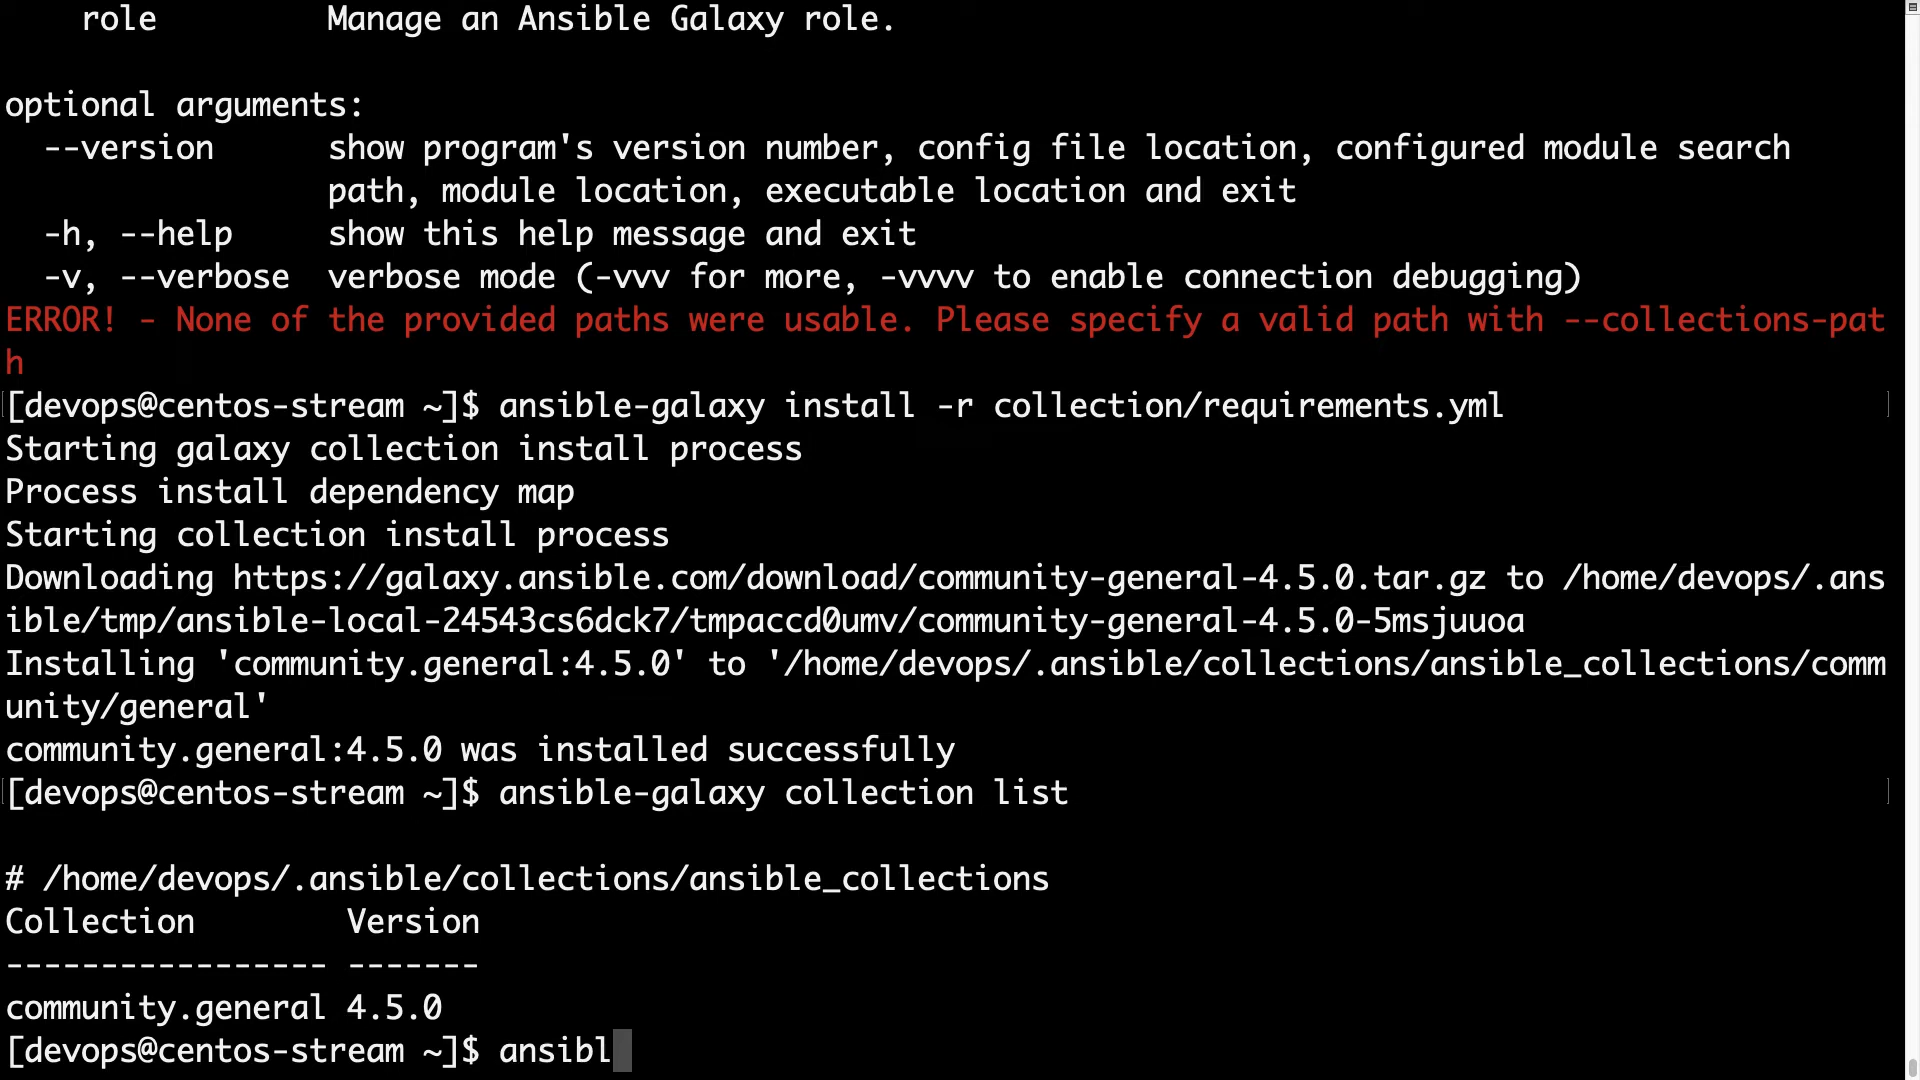 role         Manage an Ansible Galaxy role.
optional arguments:
  --version      show program's version number, config file location, configured module search
                 path, module location, executable location and exit
  -h, --help     show this help message and exit
  -v, --verbose  verbose mode (-vvv for more, -vvvv to enable connection debugging)
ERROR! - None of the provided paths were usable. Please specify a valid path with --collections-pat
h
[devops@centos-stream ~]$ ansible-galaxy install -r collection/requirements.yml
Starting galaxy collection install process
Process install dependency map
Starting collection install process
Downloading https://galaxy.ansible.com/download/community-general-4.5.0.tar.gz to /home/devops/.ans
ible/tmp/ansible-local-24543cs6dck7/tmpaccd0umv/community-general-4.5.0-5msjuuoa
Installing 'community.general:4.5.0' to '/home/devops/.ansible/collections/ansible_collections/comm
unity/general'
community.general:4.5.0 was installed successfully
[devops@centos-stream ~]$ ansible-galaxy collection list
# /home/devops/.ansible/collections/ansible_collections
Collection        Version
----------------- -------
community.general 4.5.0
[devops@centos-stream ~]$ ansibl